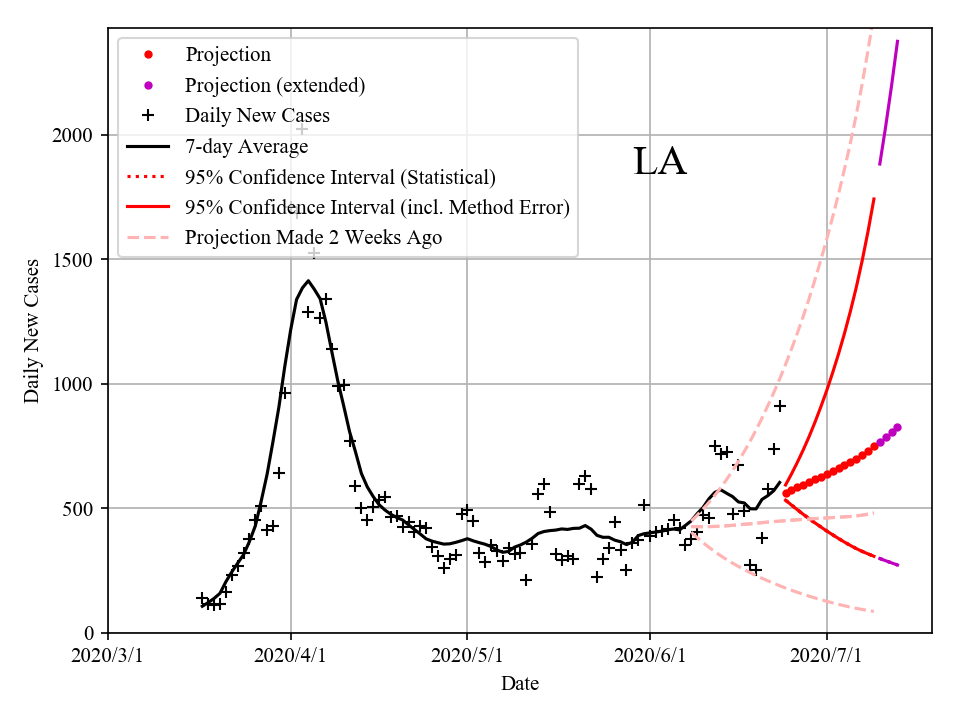 Projection
Projection (extended)
Daily New Cases
7-day Average
95% Confidence Interval (Statistical)
95% Confidence Interval (incl. Method Error)
Projection Made 2 Weeks Ago
LA
2000
1500
1000
500
0
Daily New Cases
2020/3/1
2020/4/1
2020/5/1
2020/6/1
2020/7/1
Date